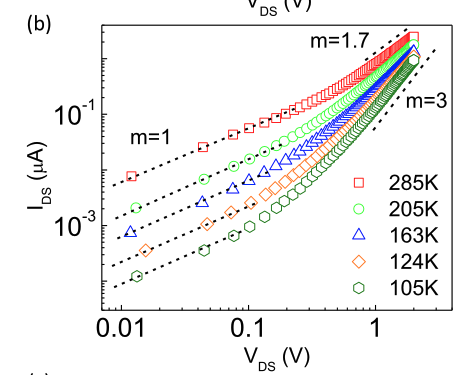 V_DS (V)
(b)
m=1.7
m=3
m=1
10^-1
10^-3
I_DS (μA)
285K
205K
163K
124K
105K
0.01 0.1 1
V_DS (V)